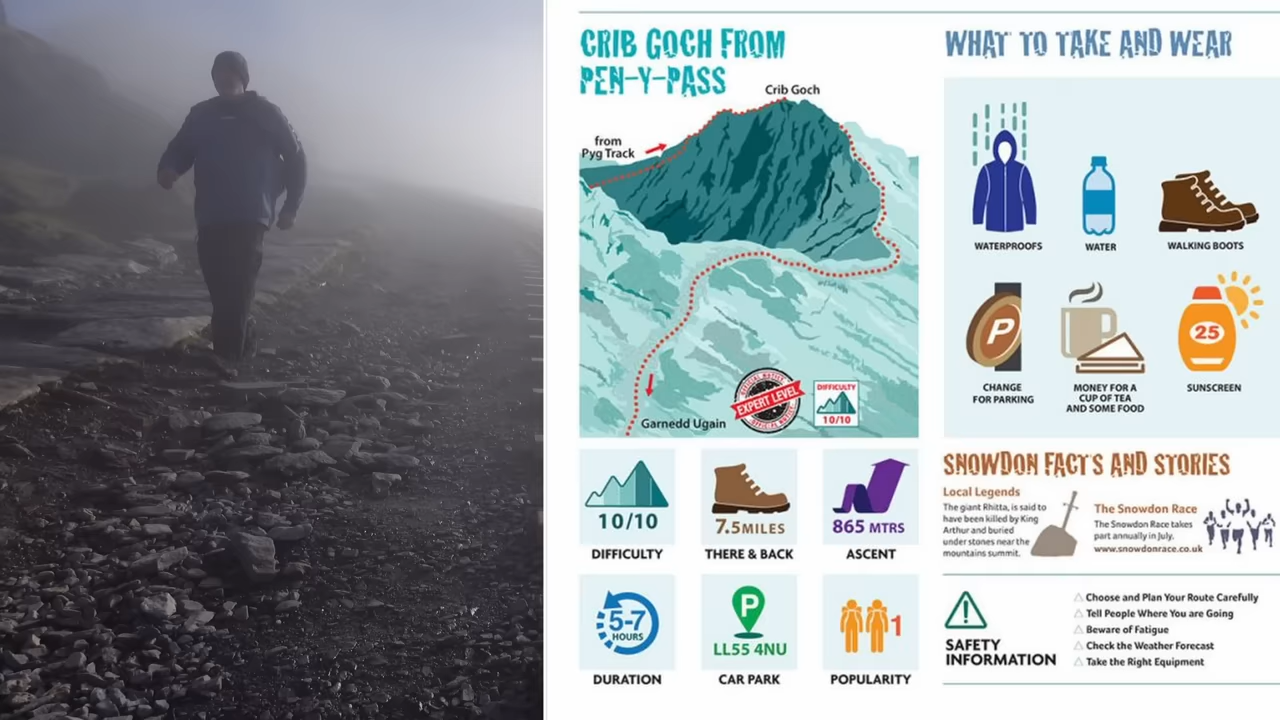 CRIB GOCH FROM
PEN-Y-PASS
Crib Goch
from
Pyg Track
Garnedd Ugain
EXPERT LEVEL
DIFFICULTY
10/10
10/10
DIFFICULTY
7.5MILES
THERE & BACK
865 MTRS
ASCENT
5-7
HOURS
DURATION
P
LL55 4NU
CAR PARK
1
POPULARITY
WHAT TO TAKE AND WEAR
WATERPROOFS
WATER
WALKING BOOTS
P
CHANGE
FOR PARKING
MONEY FOR A
CUP OF TEA
AND SOME FOOD
25
SUNSCREEN
SNOWDON FACTS AND STORIES
Local Legends
The giant Rhitta, is said to
have been killed by King
Arthur and buried
under stones near the
mountains summit.
The Snowdon Race
The Snowdon Race takes
part annually in July.
www.snowdonrace.co.uk
SAFETY
INFORMATION
Choose and Plan Your Route Carefully
Tell People Where You are Going
Beware of Fatigue
Check the Weather Forecast
Take the Right Equipment